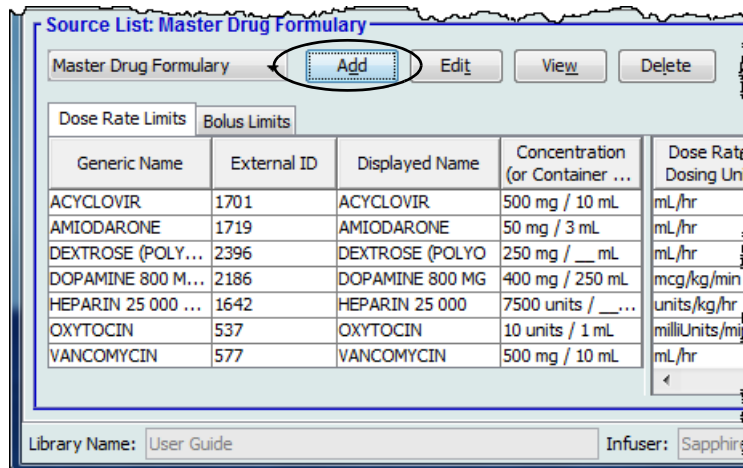 Source List: Master Drug Formulary
Master Drug Formulary Add Edit View Delete
Dose Rate Limits Bolus Limits
Generic Name External ID Displayed Name Concentration (or Container ... Dose Rate Dosing Uni
ACYCLOVIR 1701 ACYCLOVIR 500 mg / 10 mL mL/hr
AMIODARONE 1719 AMIODARONE 50 mg / 3 mL mL/hr
DEXTROSE (POLY... 2396 DEXTROSE (POLYO 250 mg / __ mL mL/hr
DOPAMINE 800 M... 2186 DOPAMINE 800 MG 400 mg / 250 mL mcg/kg/min
HEPARIN 25 000 ... 1642 HEPARIN 25 000 7500 units / __... units/kg/hr
OXYTOCIN 537 OXYTOCIN 10 units / 1 mL milliUnits/min
VANCOMYCIN 577 VANCOMYCIN 500 mg / 10 mL mL/hr
Library Name: User Guide Infuser: Sapphire